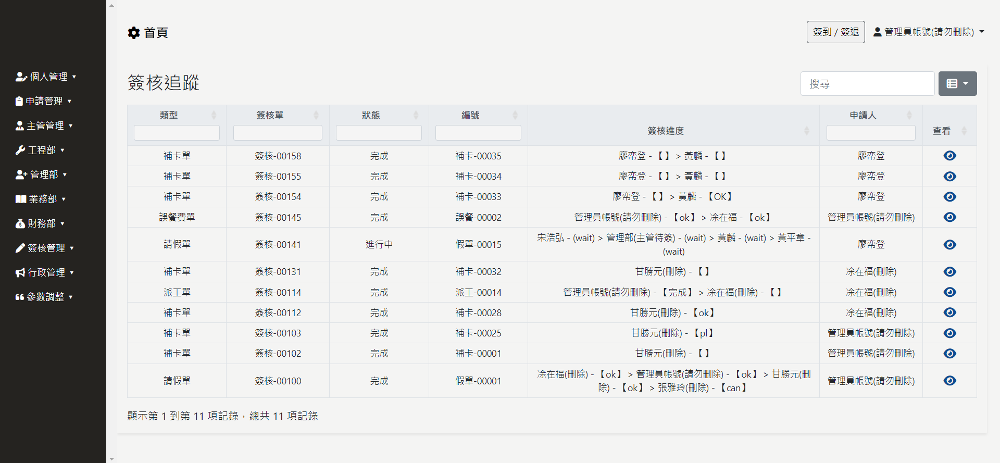 首頁
簽到 / 簽退
管理員帳號(請勿刪除)
個人管理
申請管理
主管管理
工程部
管理部
業務部
財務部
簽核管理
行政管理
參數調整
簽核追蹤
搜尋
類型 簽核單 狀態 編號 簽核進度 申請人 查看
補卡單 簽核-00158 完成 補卡-00035 廖帟登 - 【 】 > 黃麟 - 【 】 廖帟登
補卡單 簽核-00155 完成 補卡-00034 廖帟登 - 【 】 > 黃麟 - 【 】 廖帟登
補卡單 簽核-00154 完成 補卡-00033 廖帟登 - 【 】 > 黃麟 - 【OK】 廖帟登
誤餐費單 簽核-00145 完成 誤餐-00002 管理員帳號(請勿刪除) - 【ok】 > 凃在福 - 【ok】 管理員帳號(請勿刪除)
請假單 簽核-00141 進行中 假單-00015 宋浩弘 - (wait) > 管理部(主管待簽) - (wait) > 黃麟 - (wait) > 黃平章 - 廖帟登
(wait)
補卡單 簽核-00131 完成 補卡-00032 甘勝元(刪除) - 【 】 凃在福(刪除)
派工單 簽核-00114 完成 派工-00014 管理員帳號(請勿刪除) - 【完成】 > 凃在福(刪除) - 【 】 凃在福(刪除)
補卡單 簽核-00112 完成 補卡-00028 甘勝元(刪除) - 【ok】 凃在福(刪除)
補卡單 簽核-00103 完成 補卡-00025 甘勝元(刪除) - 【pl】 管理員帳號(請勿刪除)
補卡單 簽核-00102 完成 補卡-00001 甘勝元(刪除) - 【 】 管理員帳號(請勿刪除)
請假單 簽核-00100 完成 假單-00001 凃在福(刪除) - 【ok】 > 管理員帳號(請勿刪除) - 【ok】 > 甘勝元(刪 管理員帳號(請勿刪除)
除) - 【ok】 > 張雅玲(刪除) - 【can】
顯示第 1 到第 11 項記錄，總共 11 項記錄